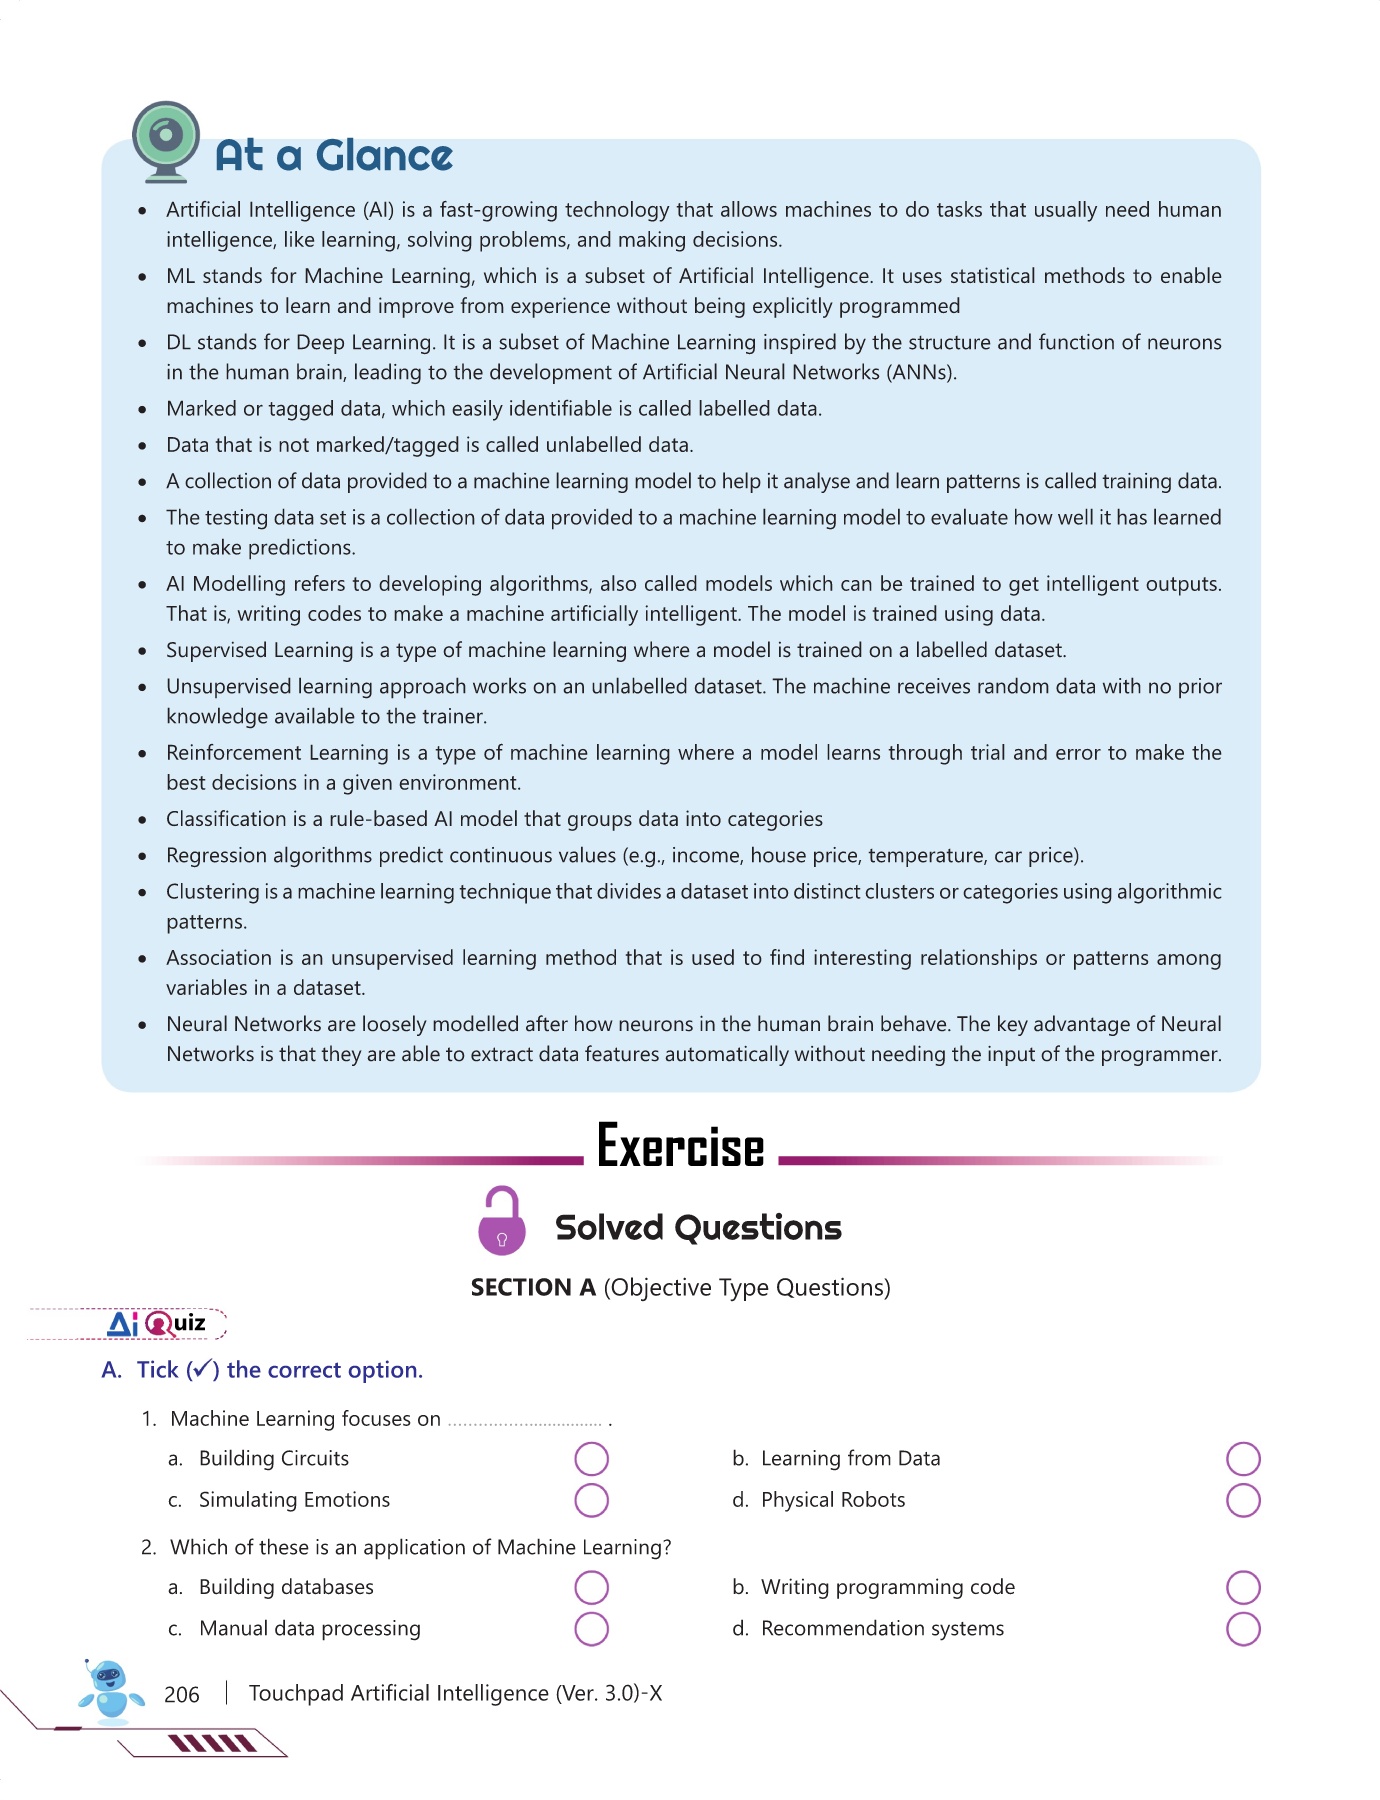 At a Glance
• Artificial Intelligence (AI) is a fast-growing technology that allows machines to do tasks that usually need human
intelligence, like learning, solving problems, and making decisions.
• ML stands for Machine Learning, which is a subset of Artificial Intelligence. It uses statistical methods to enable
machines to learn and improve from experience without being explicitly programmed
• DL stands for Deep Learning. It is a subset of Machine Learning inspired by the structure and function of neurons
in the human brain, leading to the development of Artificial Neural Networks (ANNs).
• Marked or tagged data, which easily identifiable is called labelled data.
• Data that is not marked/tagged is called unlabelled data.
• A collection of data provided to a machine learning model to help it analyse and learn patterns is called training data.
• The testing data set is a collection of data provided to a machine learning model to evaluate how well it has learned
to make predictions.
• AI Modelling refers to developing algorithms, also called models which can be trained to get intelligent outputs.
That is, writing codes to make a machine artificially intelligent. The model is trained using data.
• Supervised Learning is a type of machine learning where a model is trained on a labelled dataset.
• Unsupervised learning approach works on an unlabelled dataset. The machine receives random data with no prior
knowledge available to the trainer.
• Reinforcement Learning is a type of machine learning where a model learns through trial and error to make the
best decisions in a given environment.
• Classification is a rule-based AI model that groups data into categories
• Regression algorithms predict continuous values (e.g., income, house price, temperature, car price).
• Clustering is a machine learning technique that divides a dataset into distinct clusters or categories using algorithmic
patterns.
• Association is an unsupervised learning method that is used to find interesting relationships or patterns among
variables in a dataset.
• Neural Networks are loosely modelled after how neurons in the human brain behave. The key advantage of Neural
Networks is that they are able to extract data features automatically without needing the input of the programmer.
Exercise
Solved Questions
SECTION A (Objective Type Questions)
AI Quiz
A. Tick (✓) the correct option.
1. Machine Learning focuses on ................................ .
a. Building Circuits b. Learning from Data
c. Simulating Emotions d. Physical Robots
2. Which of these is an application of Machine Learning?
a. Building databases b. Writing programming code
c. Manual data processing d. Recommendation systems
206 | Touchpad Artificial Intelligence (Ver. 3.0)-X